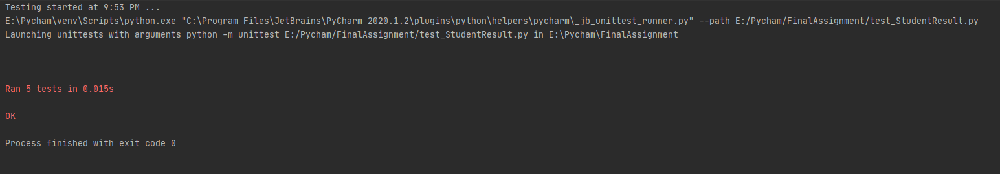 Testing started at 9:53 PM ...
E:\Pycham\venv\Scripts\python.exe "C:\Program Files\JetBrains\PyCharm 2020.1.2\plugins\python\helpers\pycharm\_jb_unittest_runner.py" --path E:/Pycham/FinalAssignment/test_StudentResult.py
Launching unittests with arguments python -m unittest E:/Pycham/FinalAssignment/test_StudentResult.py in E:\Pycham\FinalAssignment
Ran 5 tests in 0.015s
OK
Process finished with exit code 0